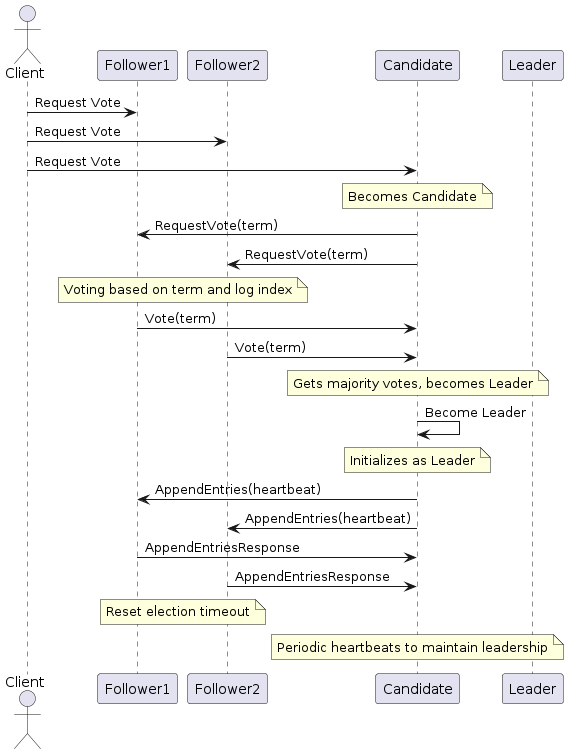 Client
Follower1
Follower2
Candidate
Leader
Request Vote
Request Vote
Request Vote
Becomes Candidate
RequestVote(term)
RequestVote(term)
Voting based on term and log index
Vote(term)
Vote(term)
Gets majority votes, becomes Leader
Become Leader
Initializes as Leader
AppendEntries(heartbeat)
AppendEntries(heartbeat)
AppendEntriesResponse
AppendEntriesResponse
Reset election timeout
Periodic heartbeats to maintain leadership
Client
Follower1
Follower2
Candidate
Leader